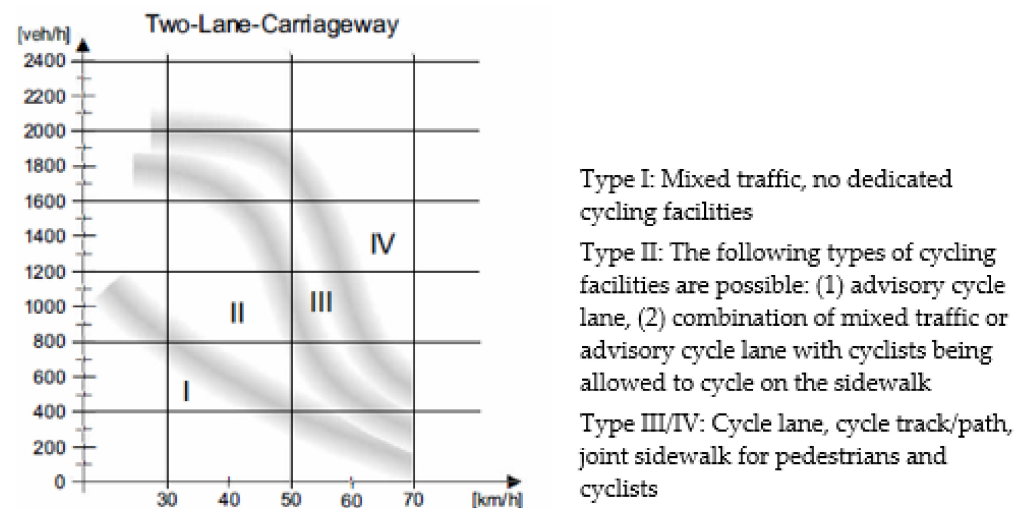 Two-Lane-Carriageway
[veh/h]
2400
2200
2000
1800
1600
1400
1200
1000
800
600
400
200
0
IV
III
II
I
30 40 50 60 70 [km/h]
Type I: Mixed traffic, no dedicated
cycling facilities
Type II: The following types of cycling
facilities are possible: (1) advisory cycle
lane, (2) combination of mixed traffic or
advisory cycle lane with cyclists being
allowed to cycle on the sidewalk
Type III/IV: Cycle lane, cycle track/path,
joint sidewalk for pedestrians and
cyclists